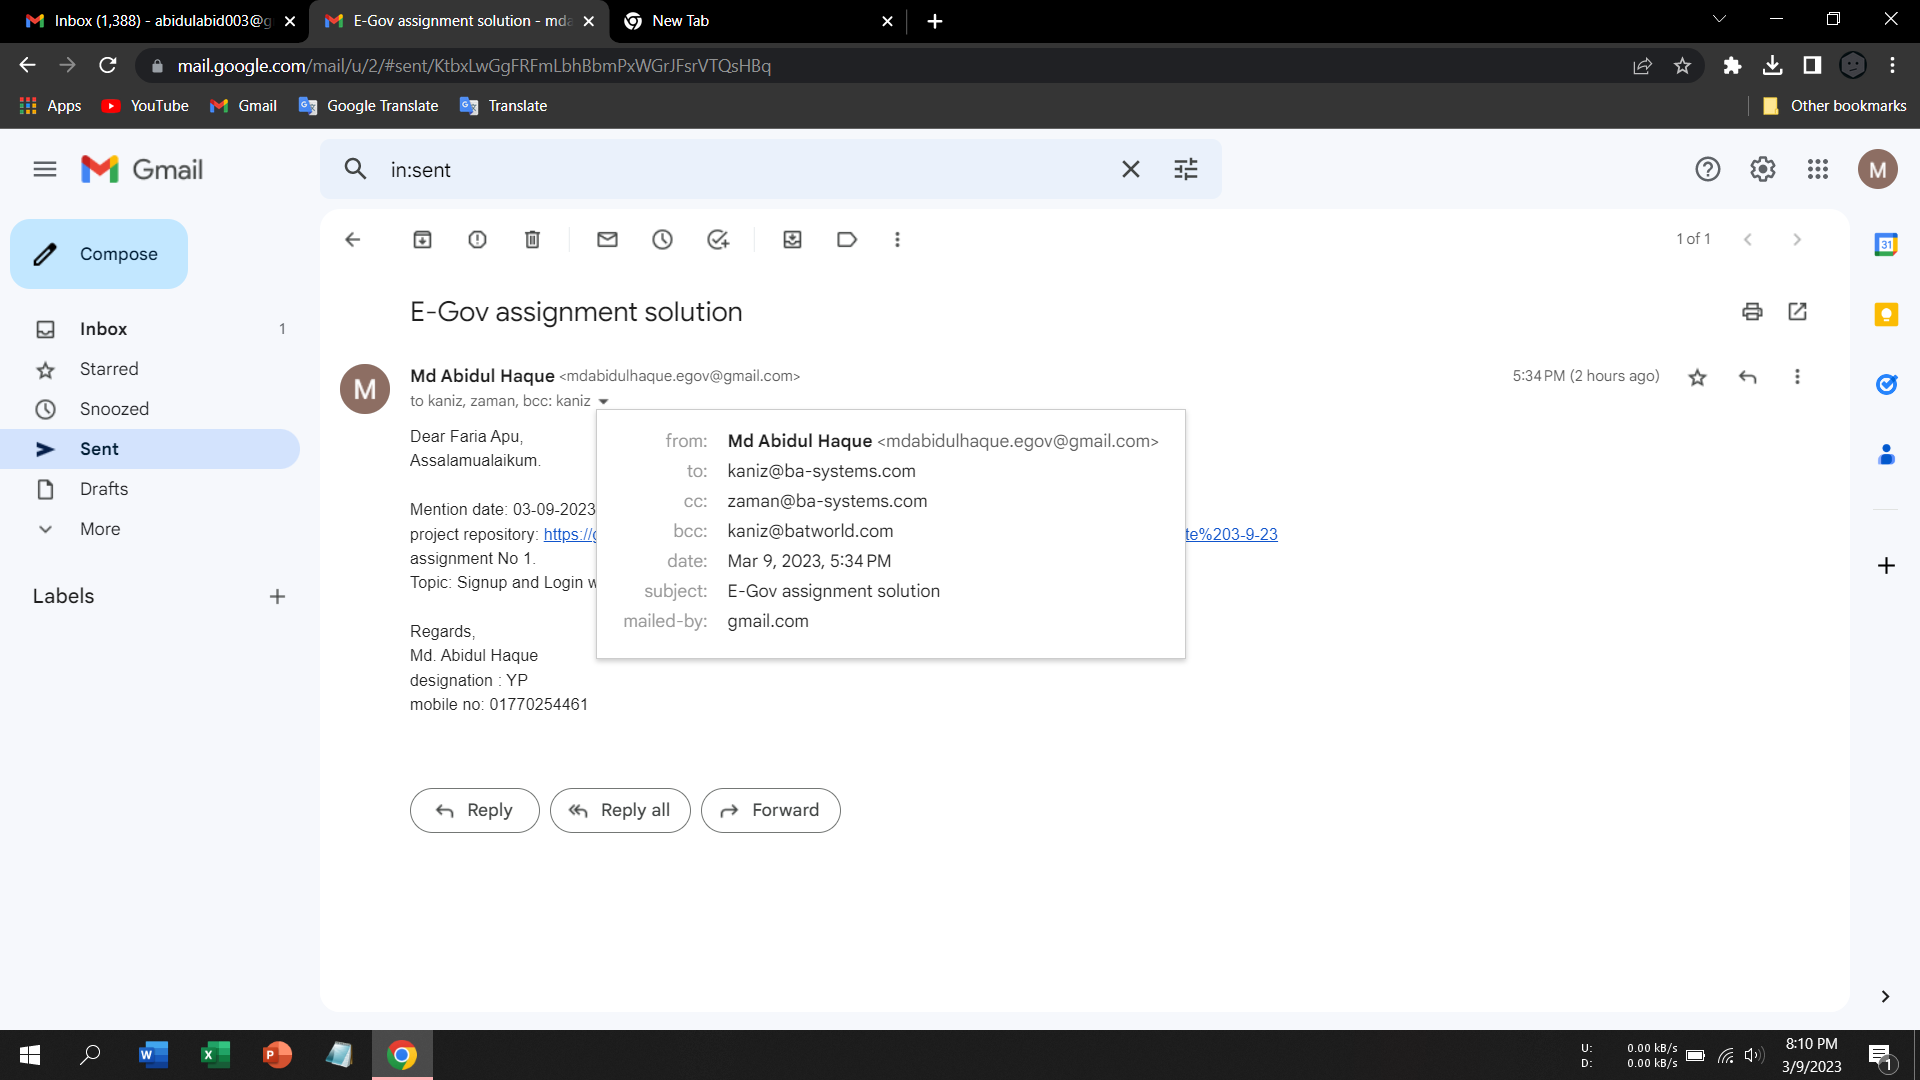 Inbox (1,388) - abidulabid003@g
E-Gov assignment solution - mda
New Tab
mail.google.com/mail/u/2/#sent/KtbxLwGgFRFmLbhBbmPxWGrJFsrVTQsHBq
Apps
YouTube
Gmail
Google Translate
Translate
Other bookmarks
Gmail
in:sent
M
Compose
1 of 1
31
E-Gov assignment solution
Inbox
1
Starred
Snoozed
Sent
Drafts
More
Labels
M
Md Abidul Haque <mdabidulhaque.egov@gmail.com>
5:34 PM (2 hours ago)
to kaniz, zaman, bcc: kaniz
Dear Faria Apu,
Assalamualaikum.
Mention date: 03-09-2023
project repository: https://g
te%203-9-23
assignment No 1.
Topic: Signup and Login w
Regards,
Md. Abidul Haque
designation : YP
mobile no: 01770254461
from: Md Abidul Haque <mdabidulhaque.egov@gmail.com>
to: kaniz@ba-systems.com
cc: zaman@ba-systems.com
bcc: kaniz@batworld.com
date: Mar 9, 2023, 5:34 PM
subject: E-Gov assignment solution
mailed-by: gmail.com
Reply
Reply all
Forward
U: 0.00 kB/s
D: 0.00 kB/s
8:10 PM
3/9/2023
1